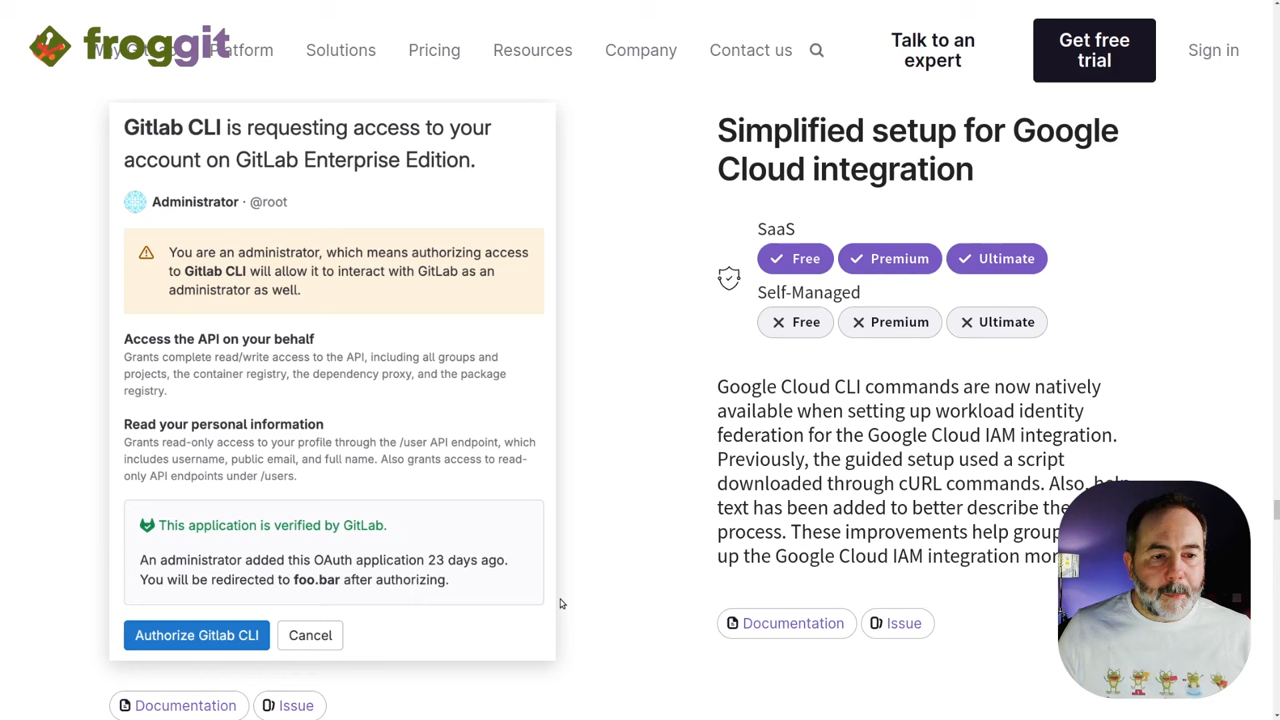 froggit
Platform
Solutions
Pricing
Resources
Company
Contact us
Talk to an
expert
Get free
trial
Sign in
Gitlab CLI is requesting access to your
account on GitLab Enterprise Edition.
Administrator · @root
You are an administrator, which means authorizing access
to Gitlab CLI will allow it to interact with GitLab as an
administrator as well.
Access the API on your behalf
Grants complete read/write access to the API, including all groups and
projects, the container registry, the dependency proxy, and the package
registry.
Read your personal information
Grants read-only access to your profile through the /user API endpoint, which
includes username, public email, and full name. Also grants access to read-
only API endpoints under /users.
This application is verified by GitLab.
An administrator added this OAuth application 23 days ago.
You will be redirected to foo.bar after authorizing.
Authorize Gitlab CLI
Cancel
Documentation
Issue
Simplified setup for Google
Cloud integration
SaaS
Free
Premium
Ultimate
Self-Managed
Free
Premium
Ultimate
Google Cloud CLI commands are now natively
available when setting up workload identity
federation for the Google Cloud IAM integration.
Previously, the guided setup used a script
downloaded through cURL commands. Also, help
text has been added to better describe the
process. These improvements help group
up the Google Cloud IAM integration
Documentation
Issue